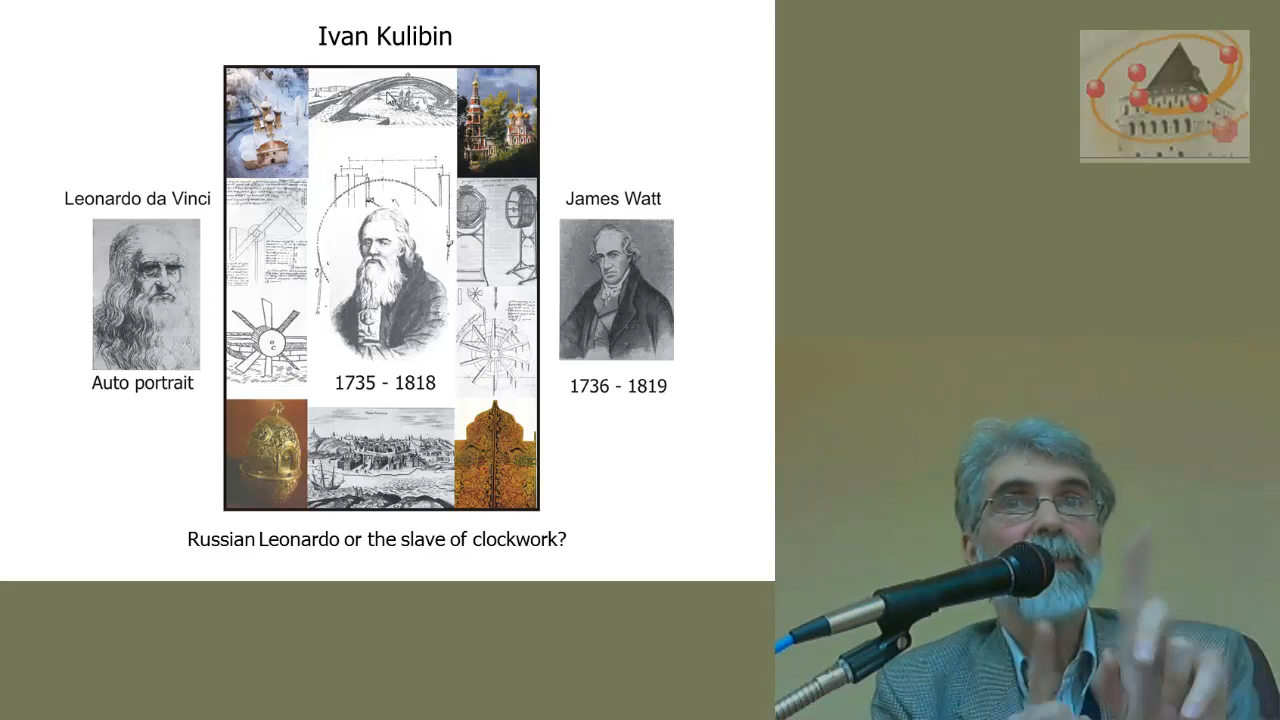 Ivan Kulibin
Leonardo da Vinci
James Watt
Auto portrait
1735 - 1818
1736 - 1819
Russian Leonardo or the slave of clockwork?